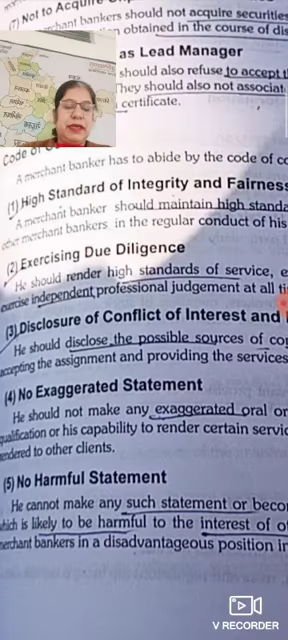 (7) Not to Acquire
merchant bankers should not acquire securities
obtained in the course of dis
as Lead Manager
should also refuse to accept t
They should also not associat
certificate.
Code of
A merchant banker has to abide by the code of co
(1) High Standard of Integrity and Fairness
A merchant banker should maintain high standa
other merchant bankers in the regular conduct of his
(2) Exercising Due Diligence
He should render high standards of service, e
exercise independent professional judgement at all ti
(3) Disclosure of Conflict of Interest and
He should disclose the possible sources of co
accepting the assignment and providing the services
(4) No Exaggerated Statement
He should not make any exaggerated oral or
qualification or his capability to render certain servic
rendered to other clients.
(5) No Harmful Statement
He cannot make any such statement or beco
which is likely to be harmful to the interest of o
merchant bankers in a disadvantageous position in
V RECORDER